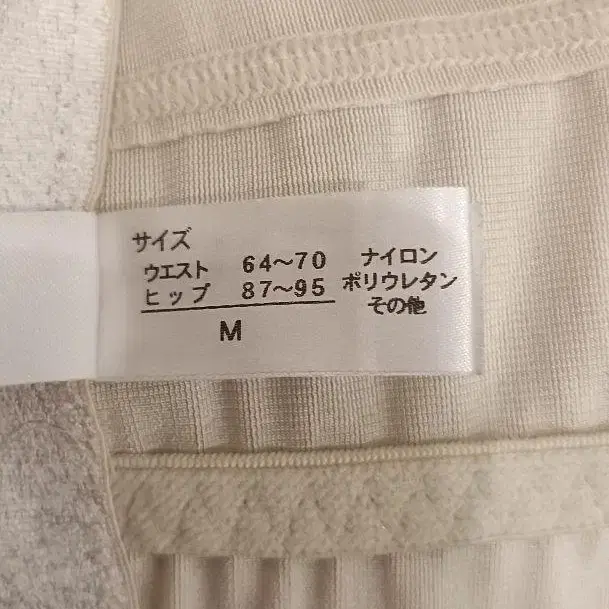 サイズ
ウエスト 64〜70
ヒップ 87〜95
M
ナイロン
ポリウレタン
その他